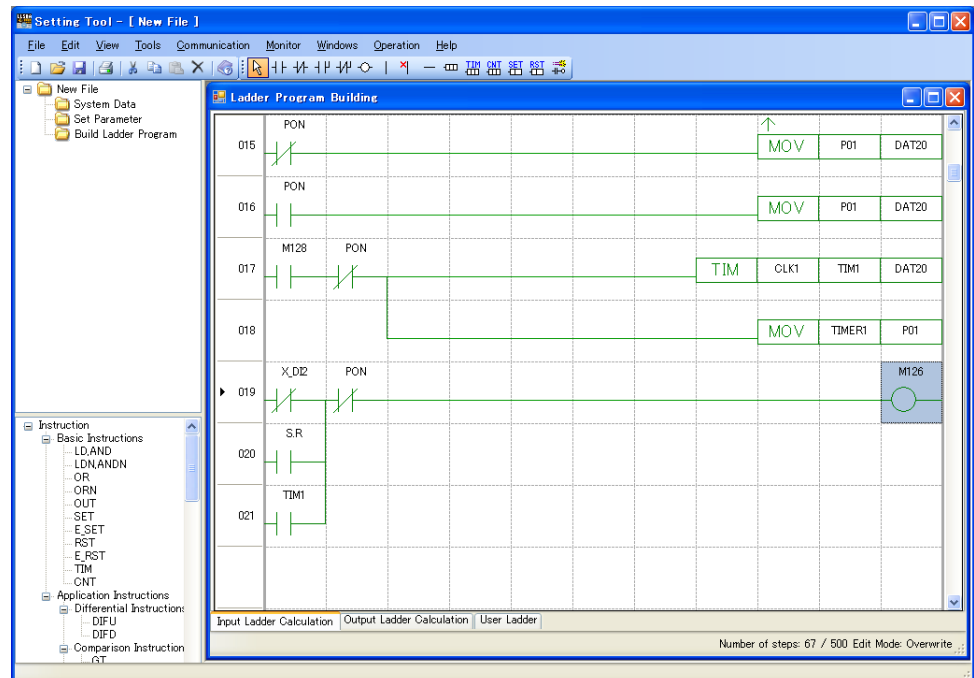 Setting Tool - [ New File ]
File Edit View Tools Communication Monitor Windows Operation Help
TIM CNT SET RST
New File
System Data
Set Parameter
Build Ladder Program
Ladder Program Building
PON
015 MOV P01 DAT20
PON
016 MOV P01 DAT20
M128 PON
017 TIM CLK1 TIM1 DAT20
018 MOV TIMER1 P01
X_DI2 PON M126
019
S.R
020
TIM1
021
Input Ladder Calculation Output Ladder Calculation User Ladder
Number of steps: 67 / 500 Edit Mode: Overwrite
Instruction
Basic Instructions
LD,AND
LDN,ANDN
OR
ORN
OUT
SET
E_SET
RST
E_RST
TIM
CNT
Application Instructions
Differential Instructions
DIFU
DIFD
Comparison Instruction
GT